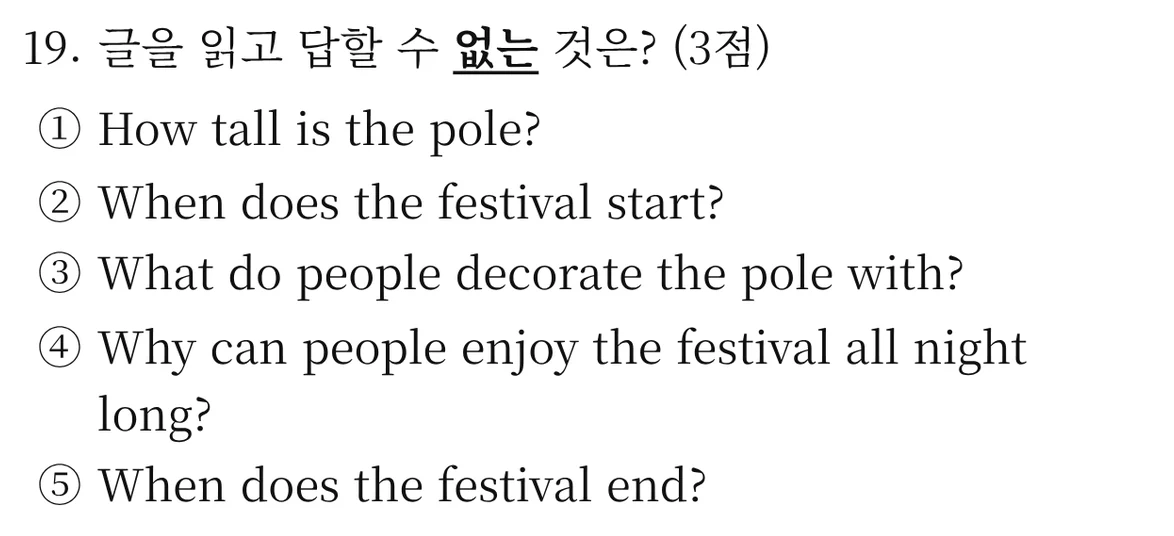 19. 글을 읽고 답할 수 없는 것은? (3점)
① How tall is the pole?
② When does the festival start?
③ What do people decorate the pole with?
④ Why can people enjoy the festival all night
long?
⑤ When does the festival end?